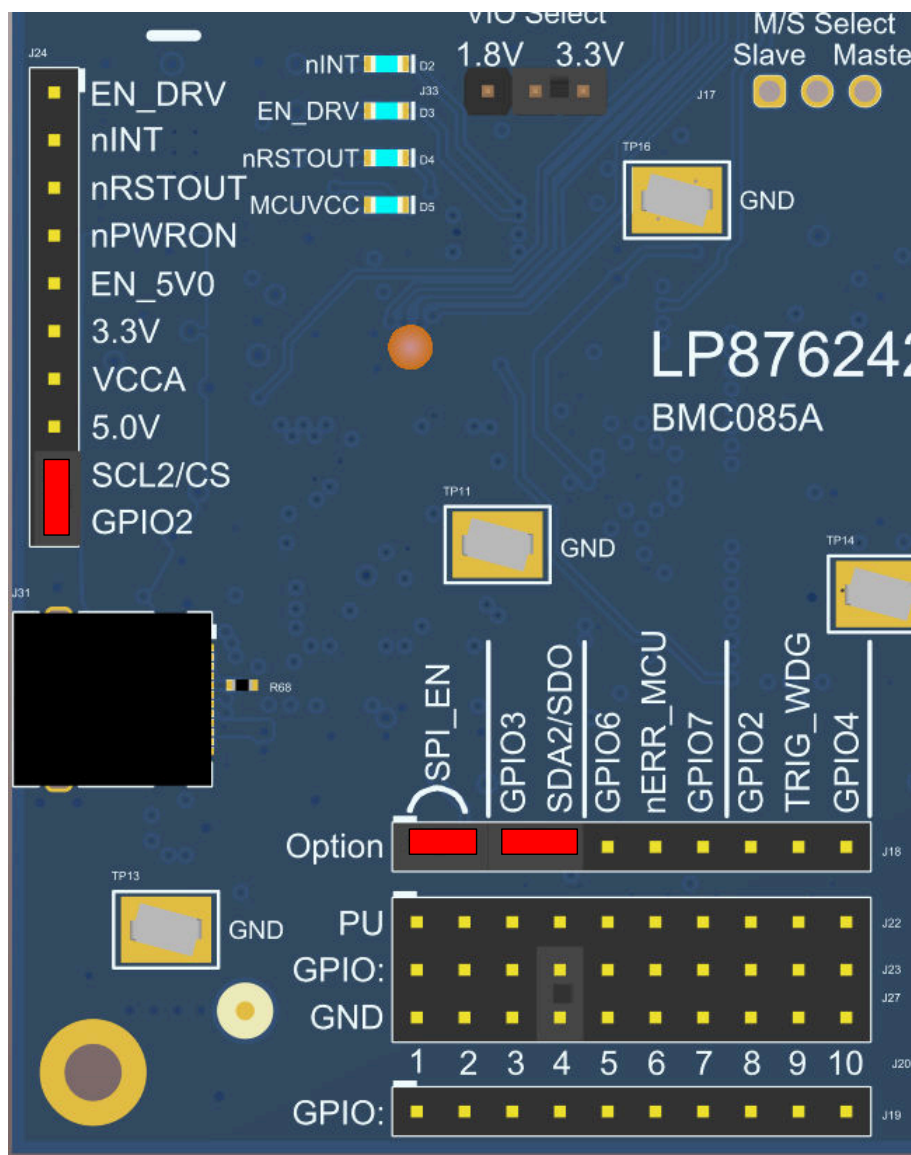 VIO Select
M/S Select
J24
nINT
D2
1.8V
3.3V
Slave
Maste
EN_DRV
J33
J17
EN_DRV
D3
nINT
nRSTOUT
D4
TP16
nRSTOUT
MCUVCC
D5
GND
nPWRON
EN_5V0
3.3V
LP876242
VCCA
BMC085A
5.0V
SCL2/CS
TP11
GPIO2
GND
TP14
J31
R68
SPI_EN
GPIO3
SDA2/SDO
GPIO6
nERR_MCU
GPIO7
GPIO2
TRIG_WDG
GPIO4
Option
J18
TP13
GND
PU
J22
GPIO:
J23
J27
GND
1 2 3 4 5 6 7 8 9 10
J20
GPIO:
J19